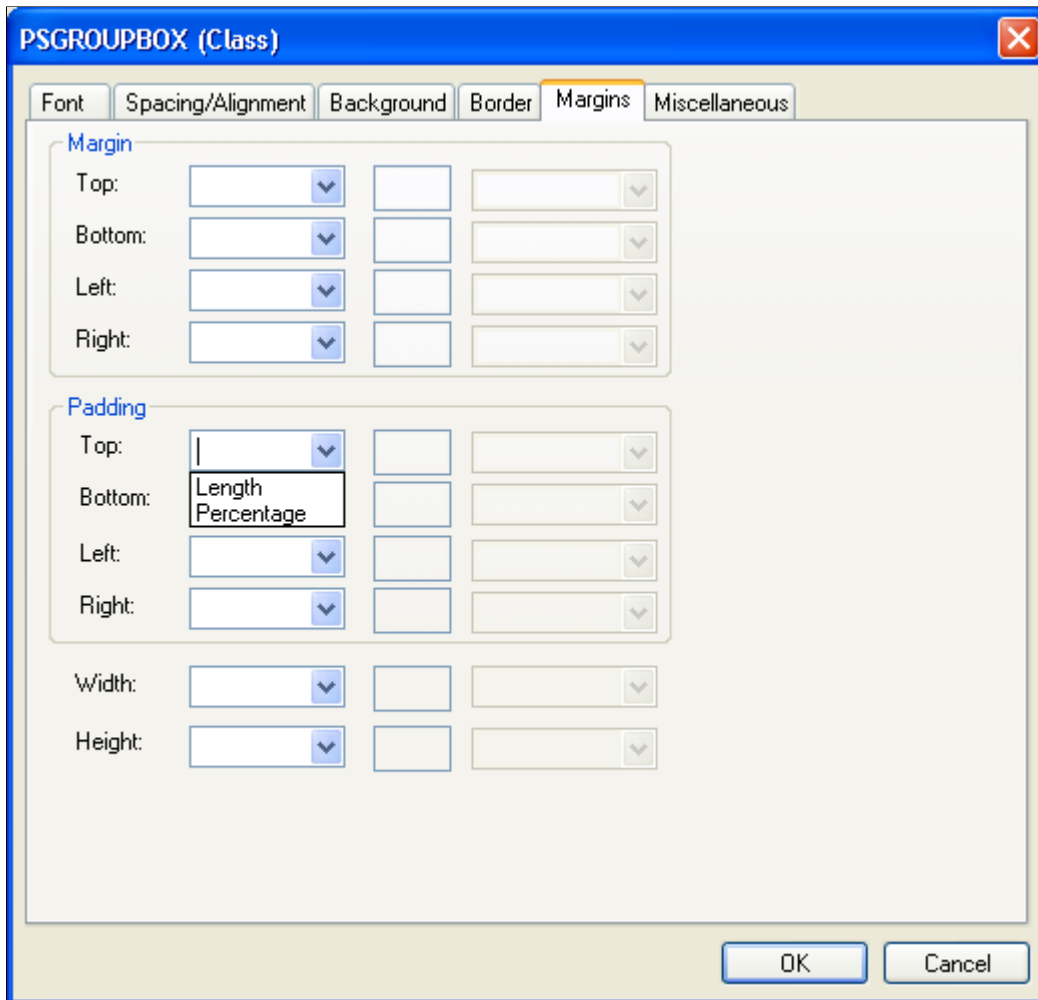 PSGROUPBOX (Class)
Font Spacing/Alignment Background Border Margins Miscellaneous
Margin
Top:
Bottom:
Left:
Right:
Padding
Top:
Length
Bottom:
Percentage
Left:
Right:
Width:
Height:
OK Cancel